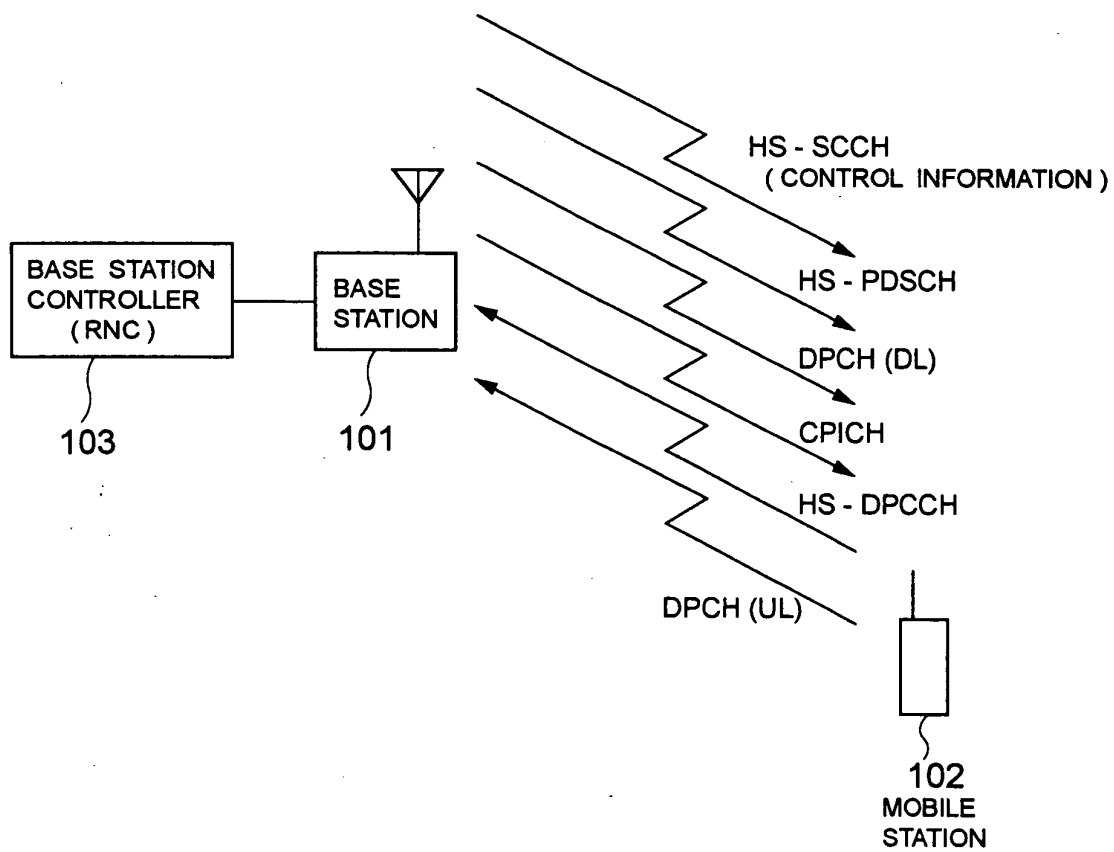 HS - SCCH
( CONTROL INFORMATION )
BASE STATION
CONTROLLER
( RNC )
BASE
STATION
HS - PDSCH
DPCH (DL)
103
101
CPICH
HS - DPCCH
DPCH (UL)
102
MOBILE
STATION